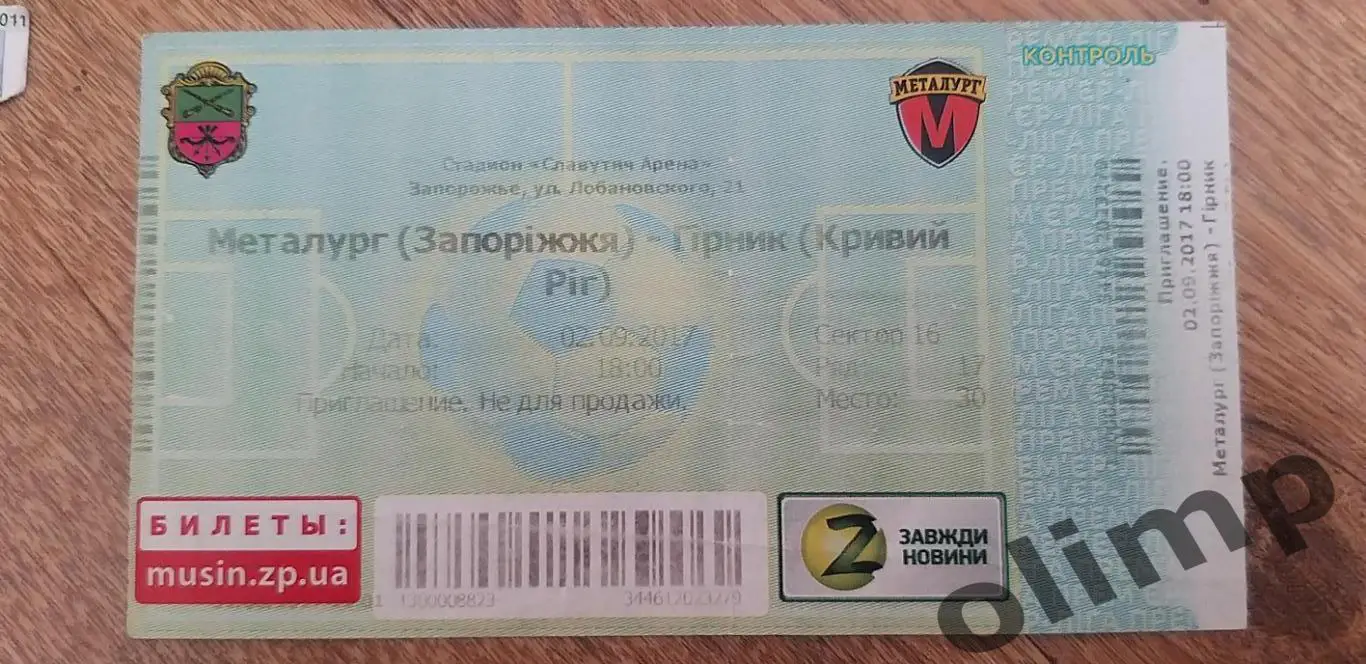 011
КОНТРОЛЬ
МЕТАЛУРГ
М
Стадион «Славутич Арена»
Запорожье, ул. Лобановского, 21
Металург (Запоріжжя) - Гірник (Кривий
Ріг)
Дата: 02.09.2017 Сектор 16
Начало: 18:00 Ряд: 17
Приглашение. Не для продажи. Место: 30
БИЛЕТЫ:
musin.zp.ua
1300008823 344612023279
Z ЗАВЖДИ
НОВИНИ
Приглашение.
02.09.2017 18:00
Металург (Запоріжжя) - Гірник
olimp